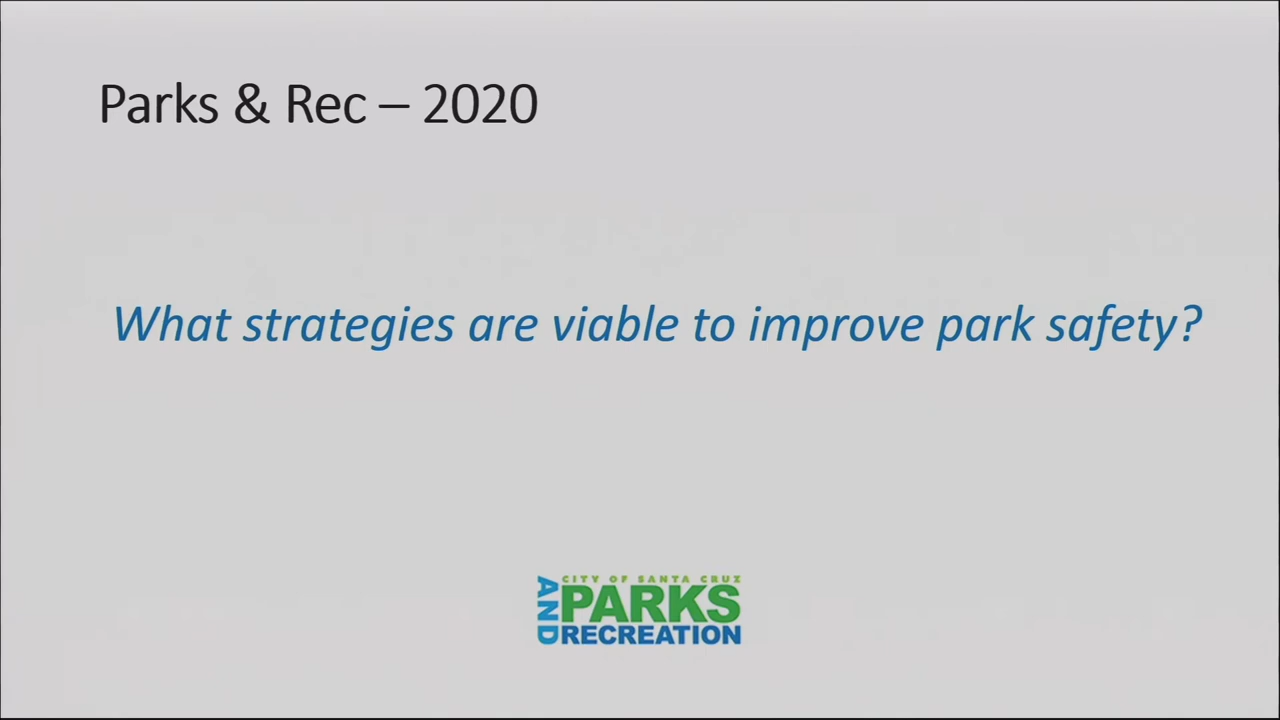 Parks & Rec – 2020
What strategies are viable to improve park safety?
CITY OF SANTA CRUZ
PARKS
AND
RECREATION